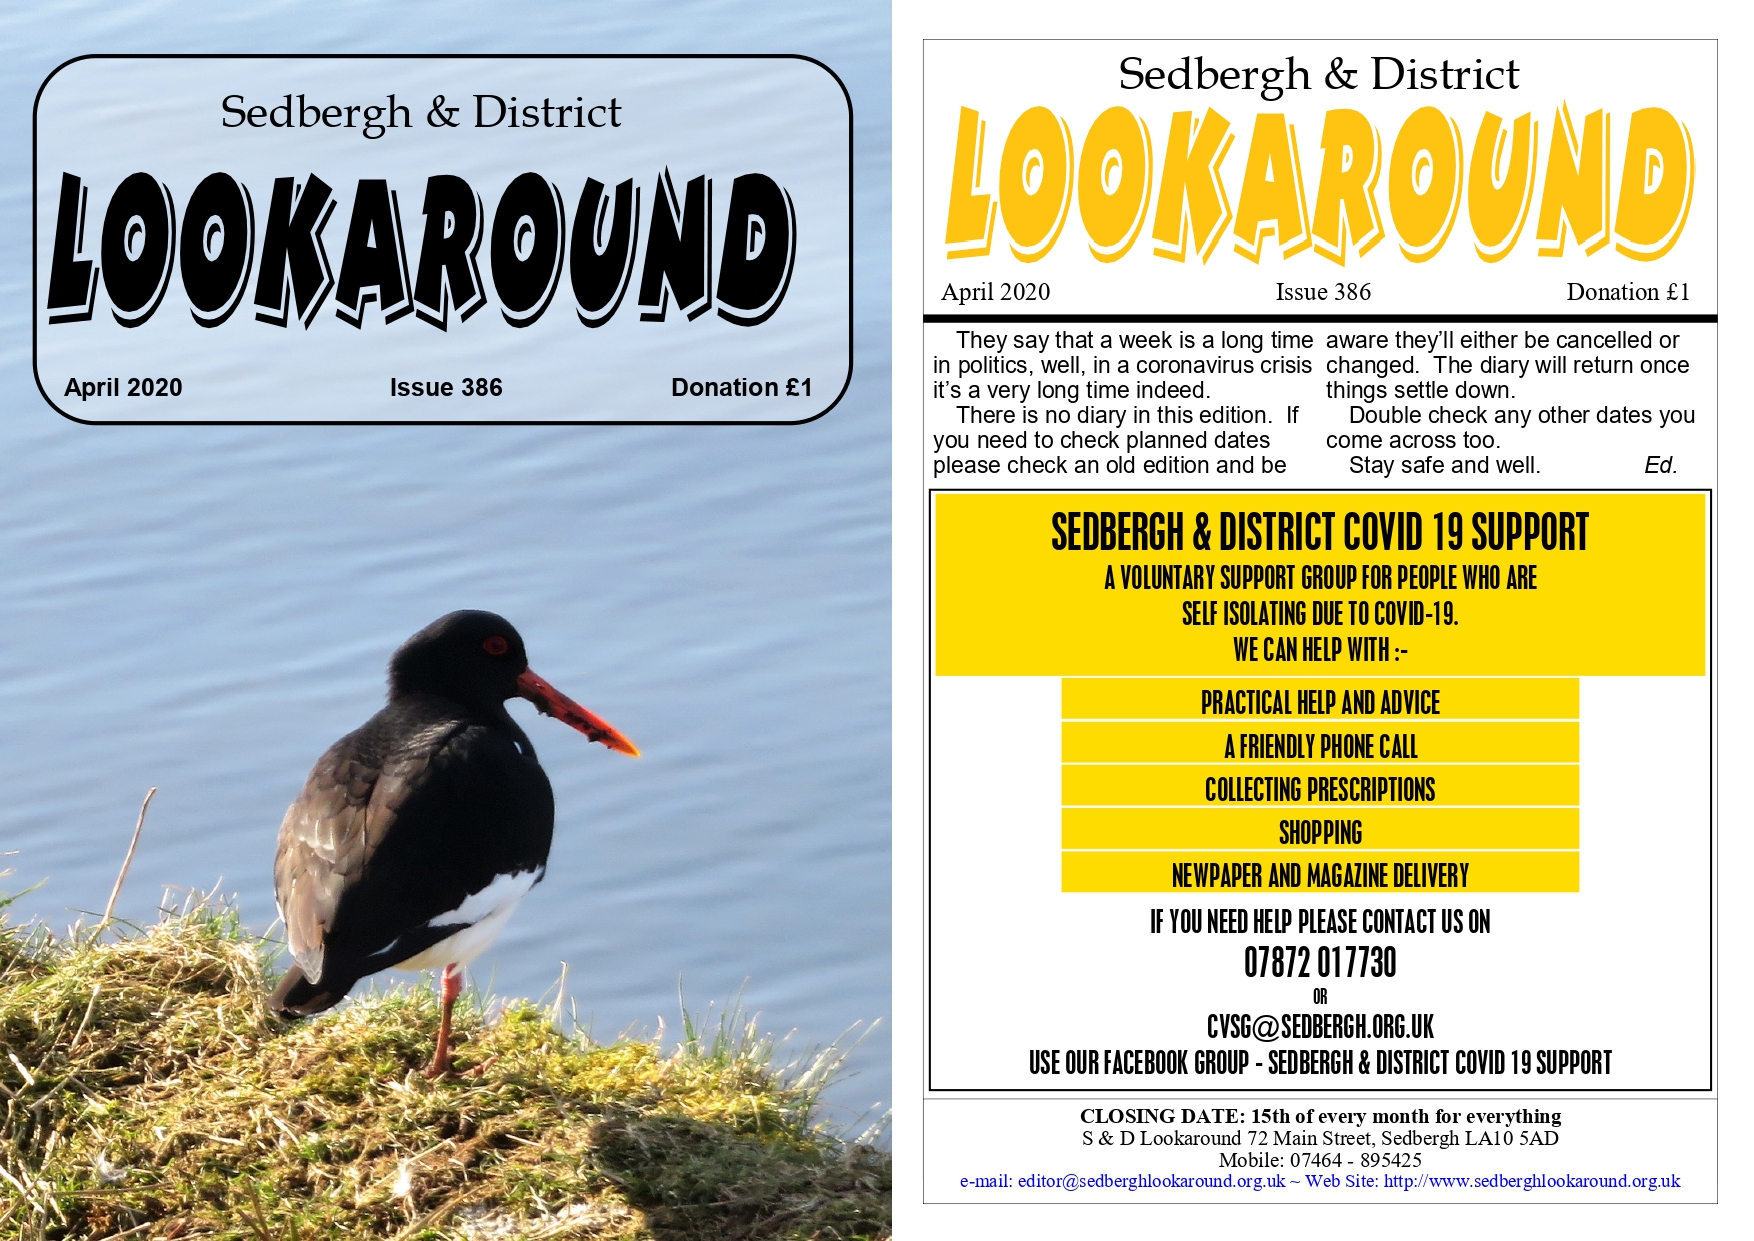 Sedbergh & District
LOOKAROUND
April 2020 Issue 386 Donation £1
Sedbergh & District
LOOKAROUND
April 2020 Issue 386 Donation £1
They say that a week is a long time
in politics, well, in a coronavirus crisis
it's a very long time indeed.
There is no diary in this edition.  If
you need to check planned dates
please check an old edition and be
aware they'll either be cancelled or
changed.  The diary will return once
things settle down.
Double check any other dates you
come across too.
Stay safe and well. Ed.
SEDBERGH & DISTRICT COVID 19 SUPPORT
A VOLUNTARY SUPPORT GROUP FOR PEOPLE WHO ARE
SELF ISOLATING DUE TO COVID-19.
WE CAN HELP WITH :-
PRACTICAL HELP AND ADVICE
A FRIENDLY PHONE CALL
COLLECTING PRESCRIPTIONS
SHOPPING
NEWPAPER AND MAGAZINE DELIVERY
IF YOU NEED HELP PLEASE CONTACT US ON
07872 017730
OR
CVSG@SEDBERGH.ORG.UK
USE OUR FACEBOOK GROUP - SEDBERGH & DISTRICT COVID 19 SUPPORT
CLOSING DATE: 15th of every month for everything
S & D Lookaround 72 Main Street, Sedbergh LA10 5AD
Mobile: 07464 - 895425
e-mail: editor@sedberghlookaround.org.uk ~ Web Site: http://www.sedberghlookaround.org.uk